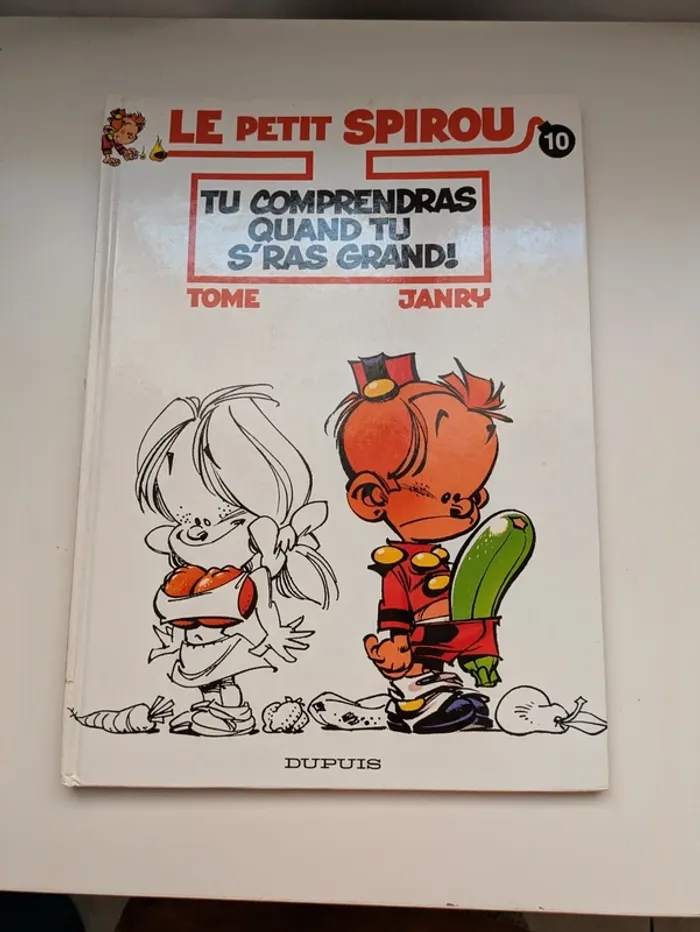 LE PETIT SPIROU
10
TU COMPRENDRAS
QUAND TU
S'RAS GRAND!
TOME JANRY
DUPUIS